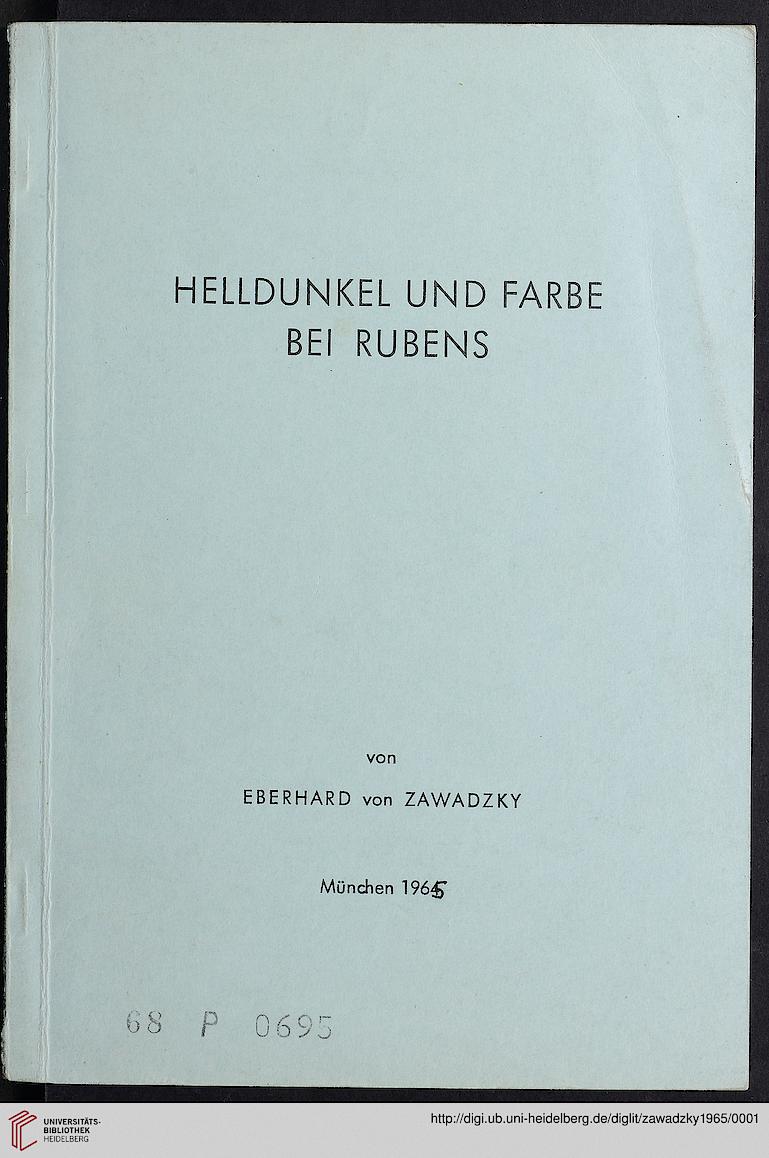 HELLDUNKEL UND FARBE
BEI RUBENS
von
EBERHARD von ZAWADZKY
München 1965
68 P 0695
UNIVERSITÄTS-
BIBLIOTHEK
HEIDELBERG
http://digi.ub.uni-heidelberg.de/diglit/zawadzky1965/0001